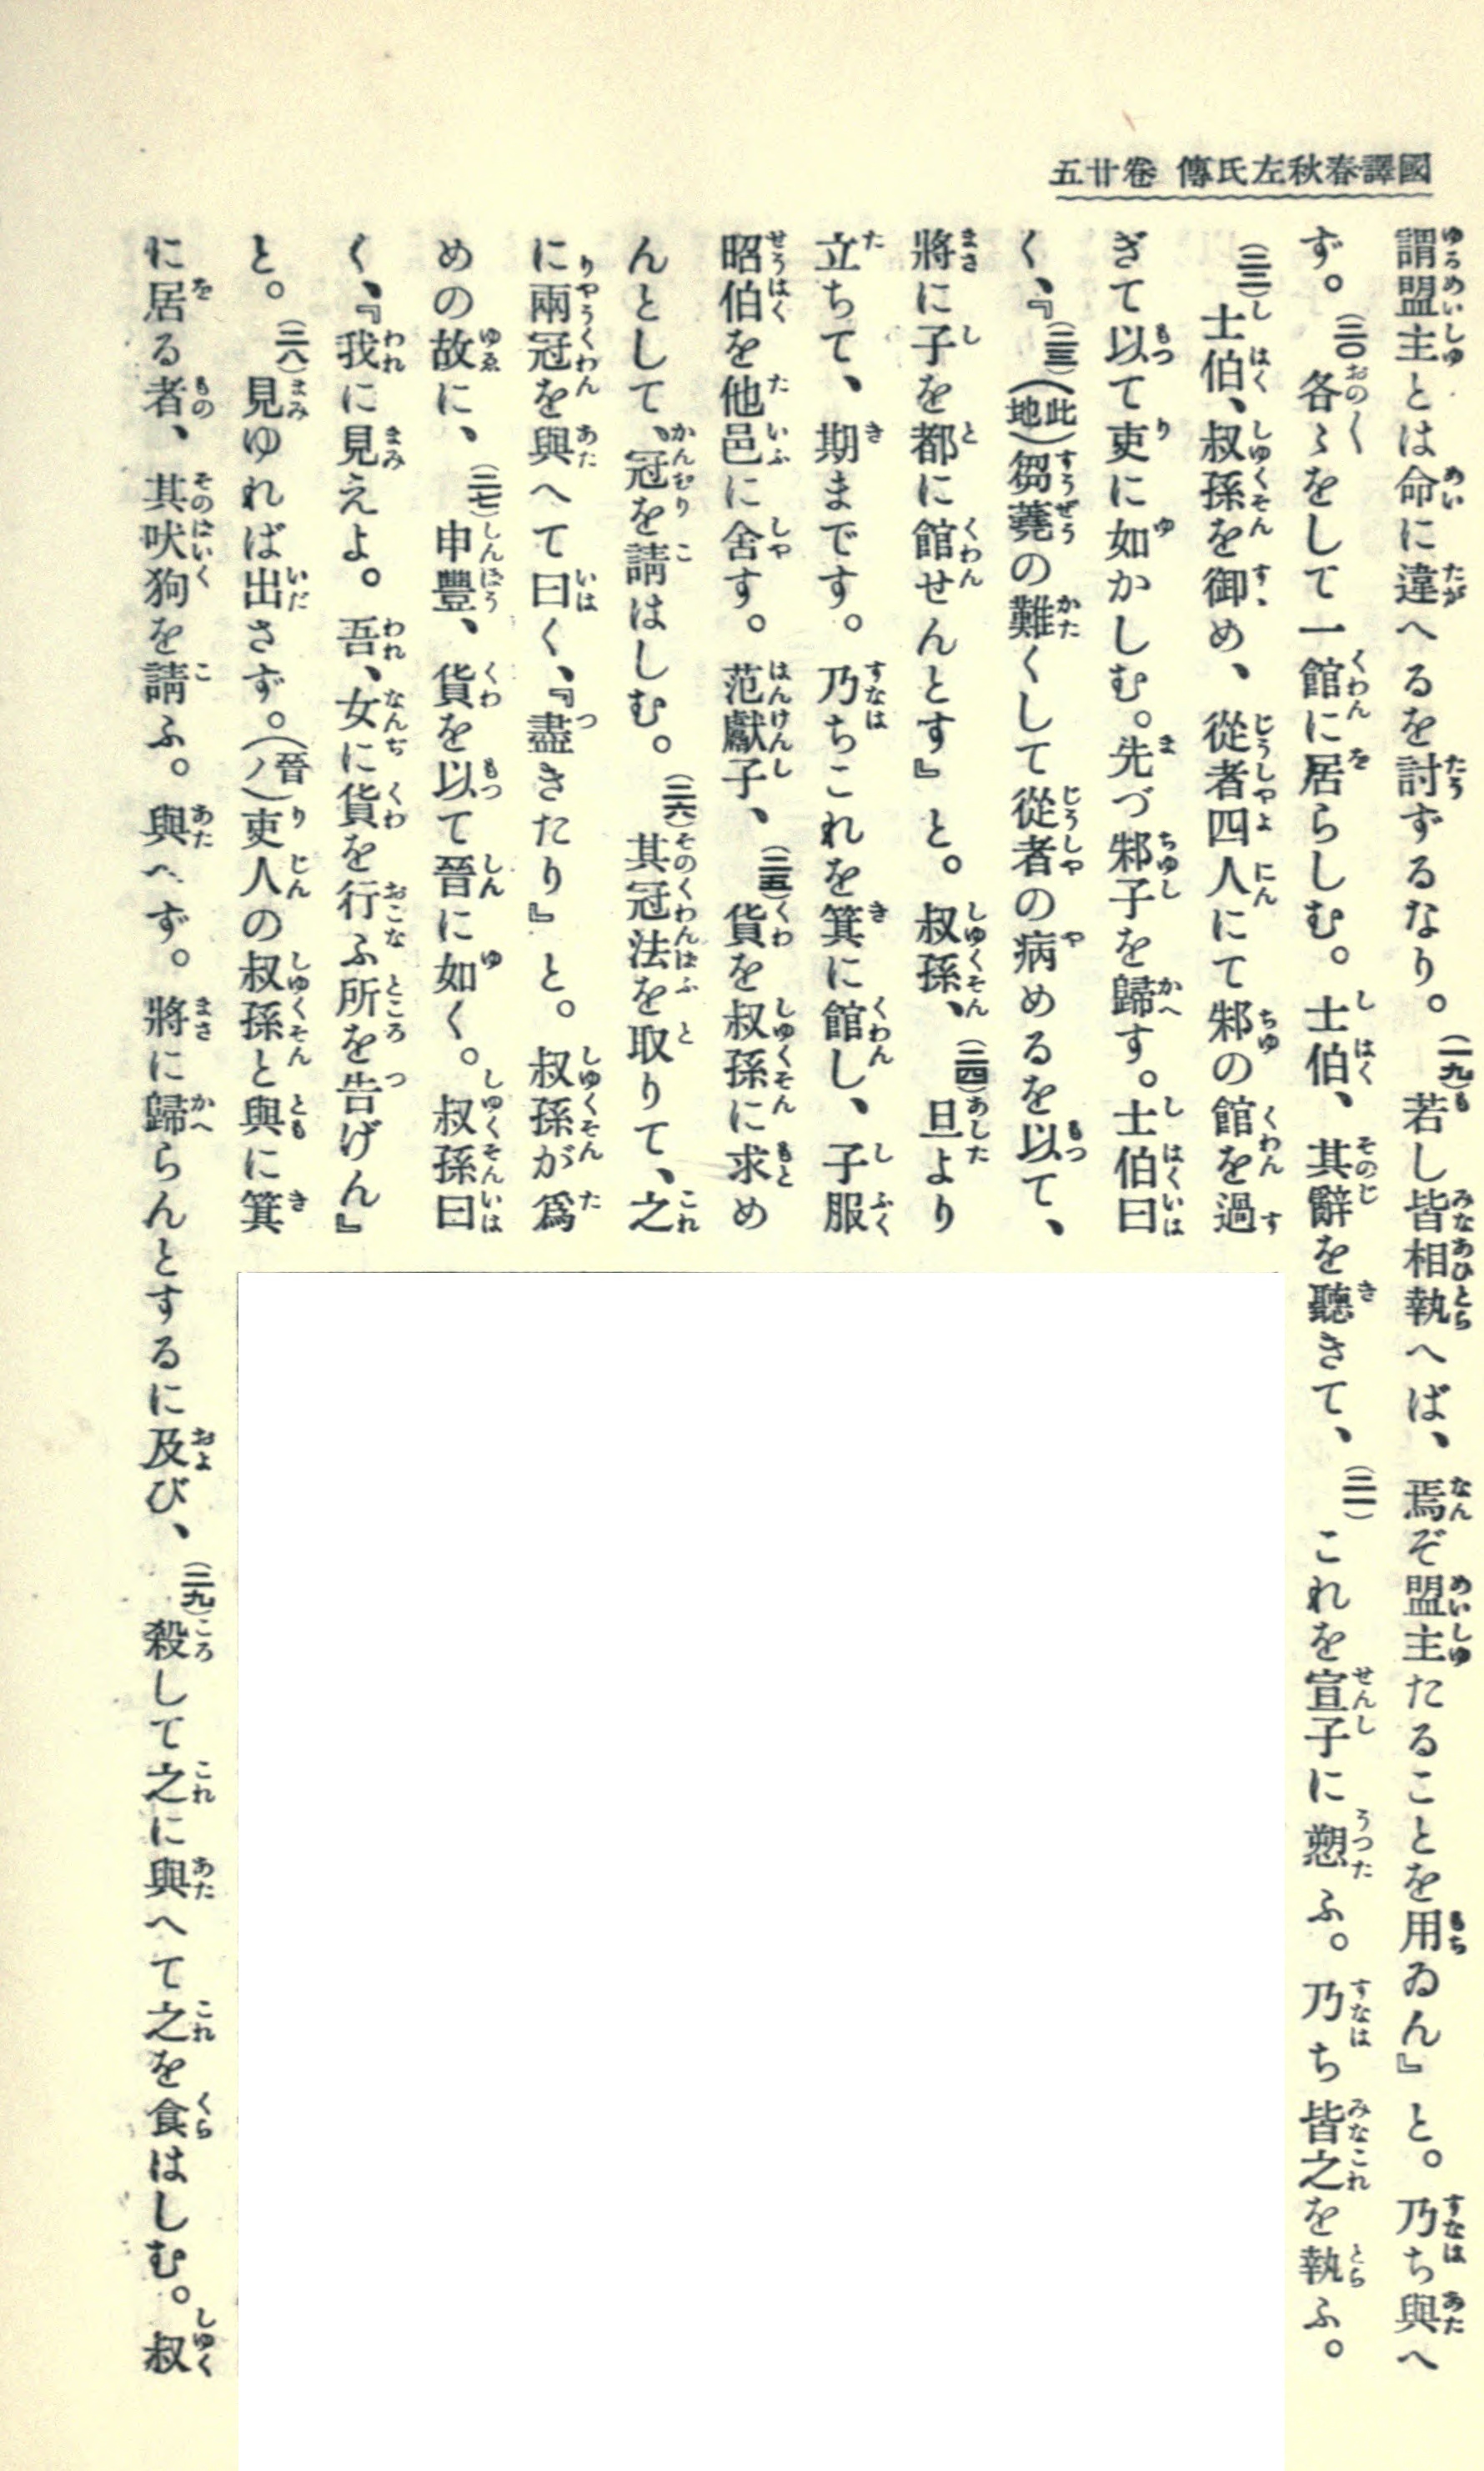 國譯春秋左氏傳 卷廿五
謂盟主とは命に違へるを討ずるなり。(一九)若し皆相執へば、焉ぞ盟主たることを用ゐん』と。乃ち與へ
ず。(二〇)各〻をして一館に居らしむ。士伯、其辭を聽きて、(二一)これを宣子に愬ふ。乃ち皆之を執ふ。
(二二)士伯、叔孫を御め、從者四人にて邾の館を過
ぎて以て吏に如かしむ。先づ邾子を歸す。士伯曰
く、『(二三)(此地)芻蕘の難くして從者の病めるを以て、
將に子を都に館せんとす』と。叔孫、(二四)旦より
立ちて、期まです。乃ちこれを箕に館し、子服
昭伯を他邑に舍す。范獻子、(二五)貨を叔孫に求め
んとして、冠を請はしむ。(二六)其冠法を取りて、之
に兩冠を與へて曰く、『盡きたり』と。叔孫が爲
めの故に、(二七)申豐、貨を以て晉に如く。叔孫曰
く、『我に見えよ。吾、女に貨を行ふ所を告げん』
と。(二八)見ゆれば出さず。(晉ノ)吏人の叔孫と與に箕
に居る者、其吠狗を請ふ。與へず。將に歸らんとするに及び、(二九)殺して之に與へて之を食はしむ。叔